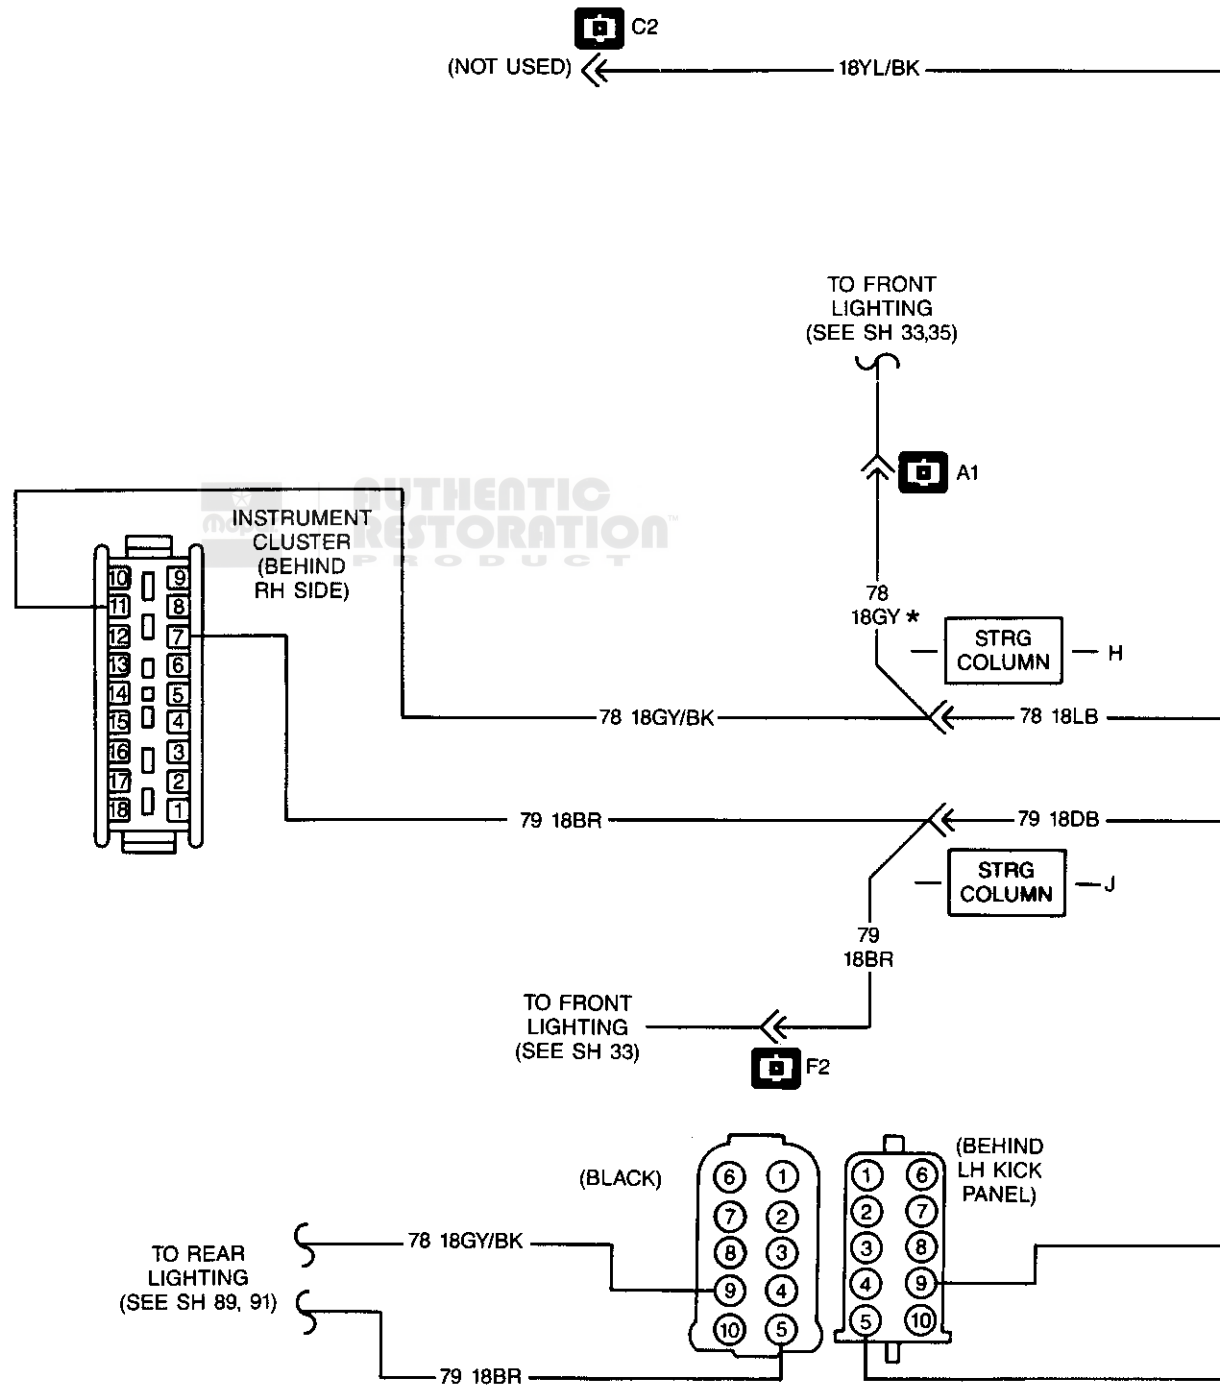 C2
(NOT USED)
18YL/BK
TO FRONT
LIGHTING
(SEE SH 33,35)
A1
Mopar
AUTHENTIC
RESTORATION™
PRODUCT
INSTRUMENT
CLUSTER
(BEHIND
RH SIDE)
10 9
11 8
12 7
13 6
14 5
15 4
16 3
17 2
18 1
78
18GY *
STRG
COLUMN
H
78 18GY/BK
78 18LB
79 18BR
79 18DB
STRG
COLUMN
J
79
18BR
TO FRONT
LIGHTING
(SEE SH 33)
F2
(BLACK)
6 1
7 2
8 3
9 4
10 5
1 6
2 7
3 8
4 9
5 10
(BEHIND
LH KICK
PANEL)
78 18GY/BK
TO REAR
LIGHTING
(SEE SH 89, 91)
79 18BR